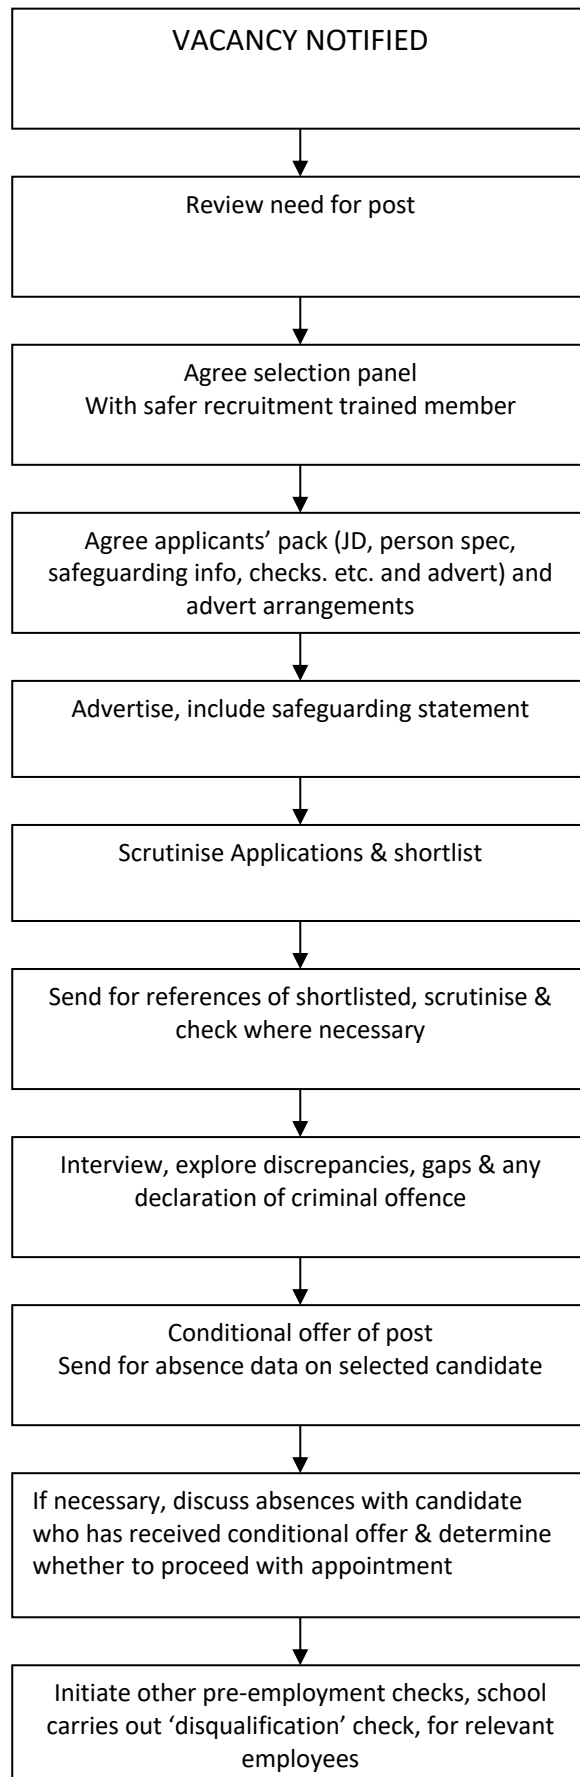 VACANCY NOTIFIED
Review need for post
Agree selection panel
With safer recruitment trained member
Agree applicants’ pack (JD, person spec,
safeguarding info, checks. etc. and advert) and
advert arrangements
Advertise, include safeguarding statement
Scrutinise Applications & shortlist
Send for references of shortlisted, scrutinise &
check where necessary
Interview, explore discrepancies, gaps & any
declaration of criminal offence
Conditional offer of post
Send for absence data on selected candidate
If necessary, discuss absences with candidate
who has received conditional offer & determine
whether to proceed with appointment
Initiate other pre-employment checks, school
carries out ‘disqualification’ check, for relevant
employees